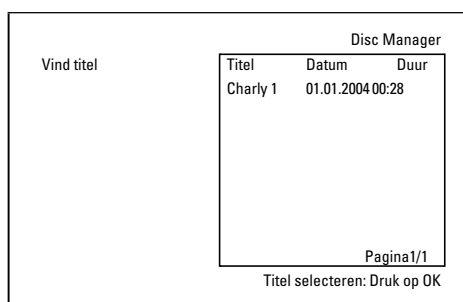 Disc Manager
Vind titel
Titel Datum Duur
Charly 1 01.01.2004 00:28
Pagina1/1
Titel selecteren: Druk op OK